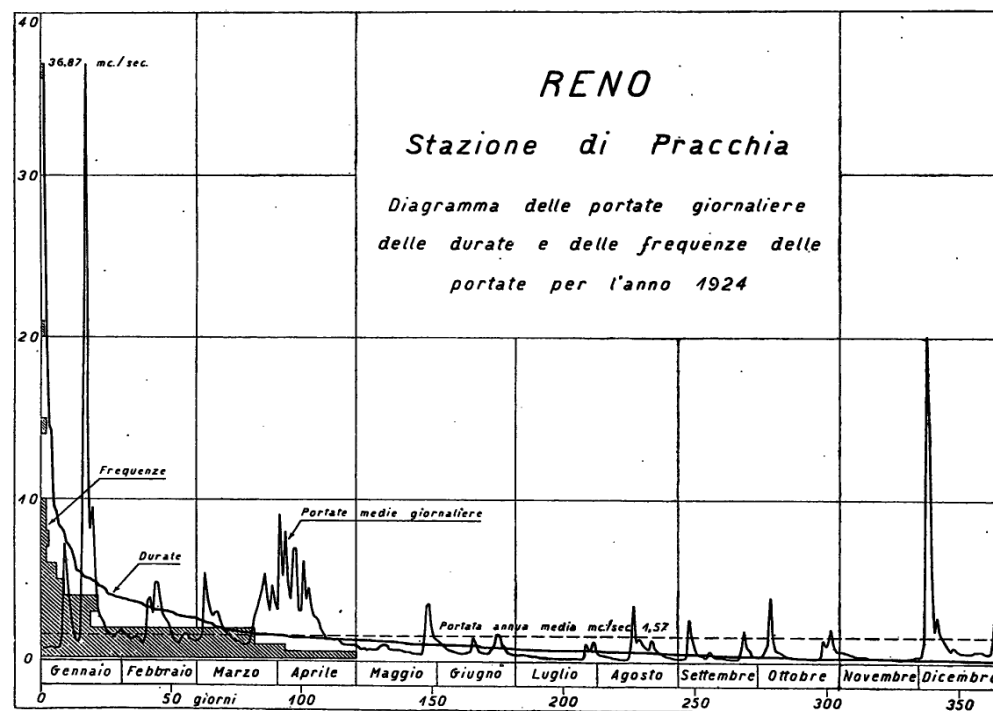 40
36,87 mc./sec.
RENO
Stazione di Pracchia
30
Diagramma delle portate giornaliere
delle durate e delle frequenze delle
portate per l'anno 1924
20
10
Frequenze
Portate medie giornaliere
Durate
Portata annua media mc/sec 1,57
0
Gennaio Febbraio Marzo Aprile Maggio Giugno Luglio Agosto Settembre Ottobre Novembre Dicembre
0 50 giorni 100 150 200 250 300 350